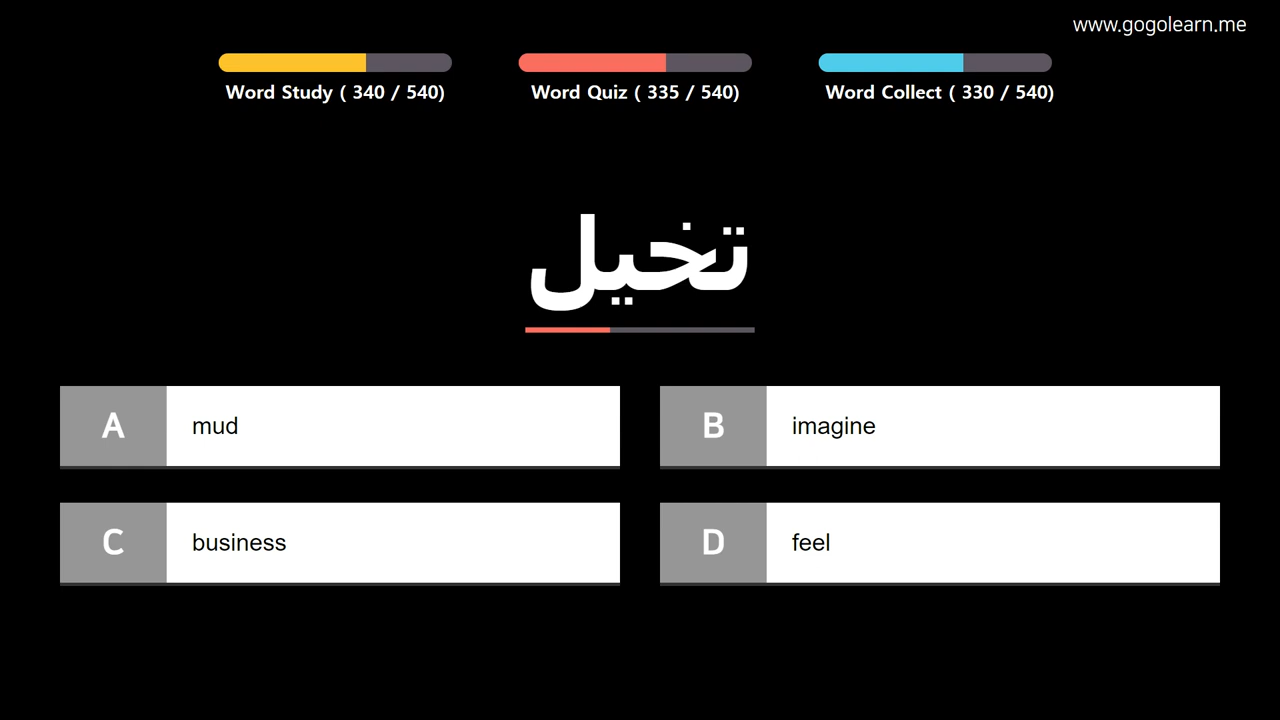 www.gogolearn.me
Word Study ( 340 / 540)
Word Quiz ( 335 / 540)
Word Collect ( 330 / 540)
تخيل
A mud
B imagine
C business
D feel